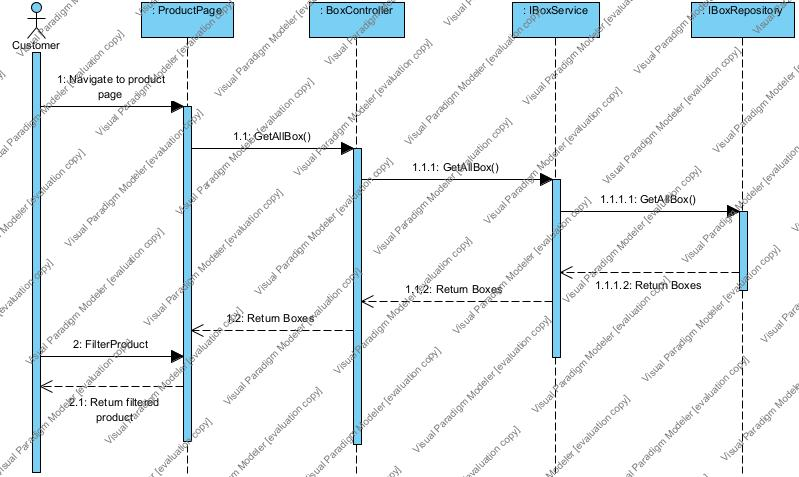 : ProductPage
: BoxController
: IBoxService
: IBoxRepository
Customer
1: Navigate to product
page
1.1: GetAllBox()
1.1.1: GetAllBox()
1.1.1.1: GetAllBox()
1.1.1.2: Return Boxes
1.1.2: Return Boxes
1.2: Return Boxes
2: FilterProduct
2.1: Return filtered
product
Visual Paradigm Modeler [evaluation copy]